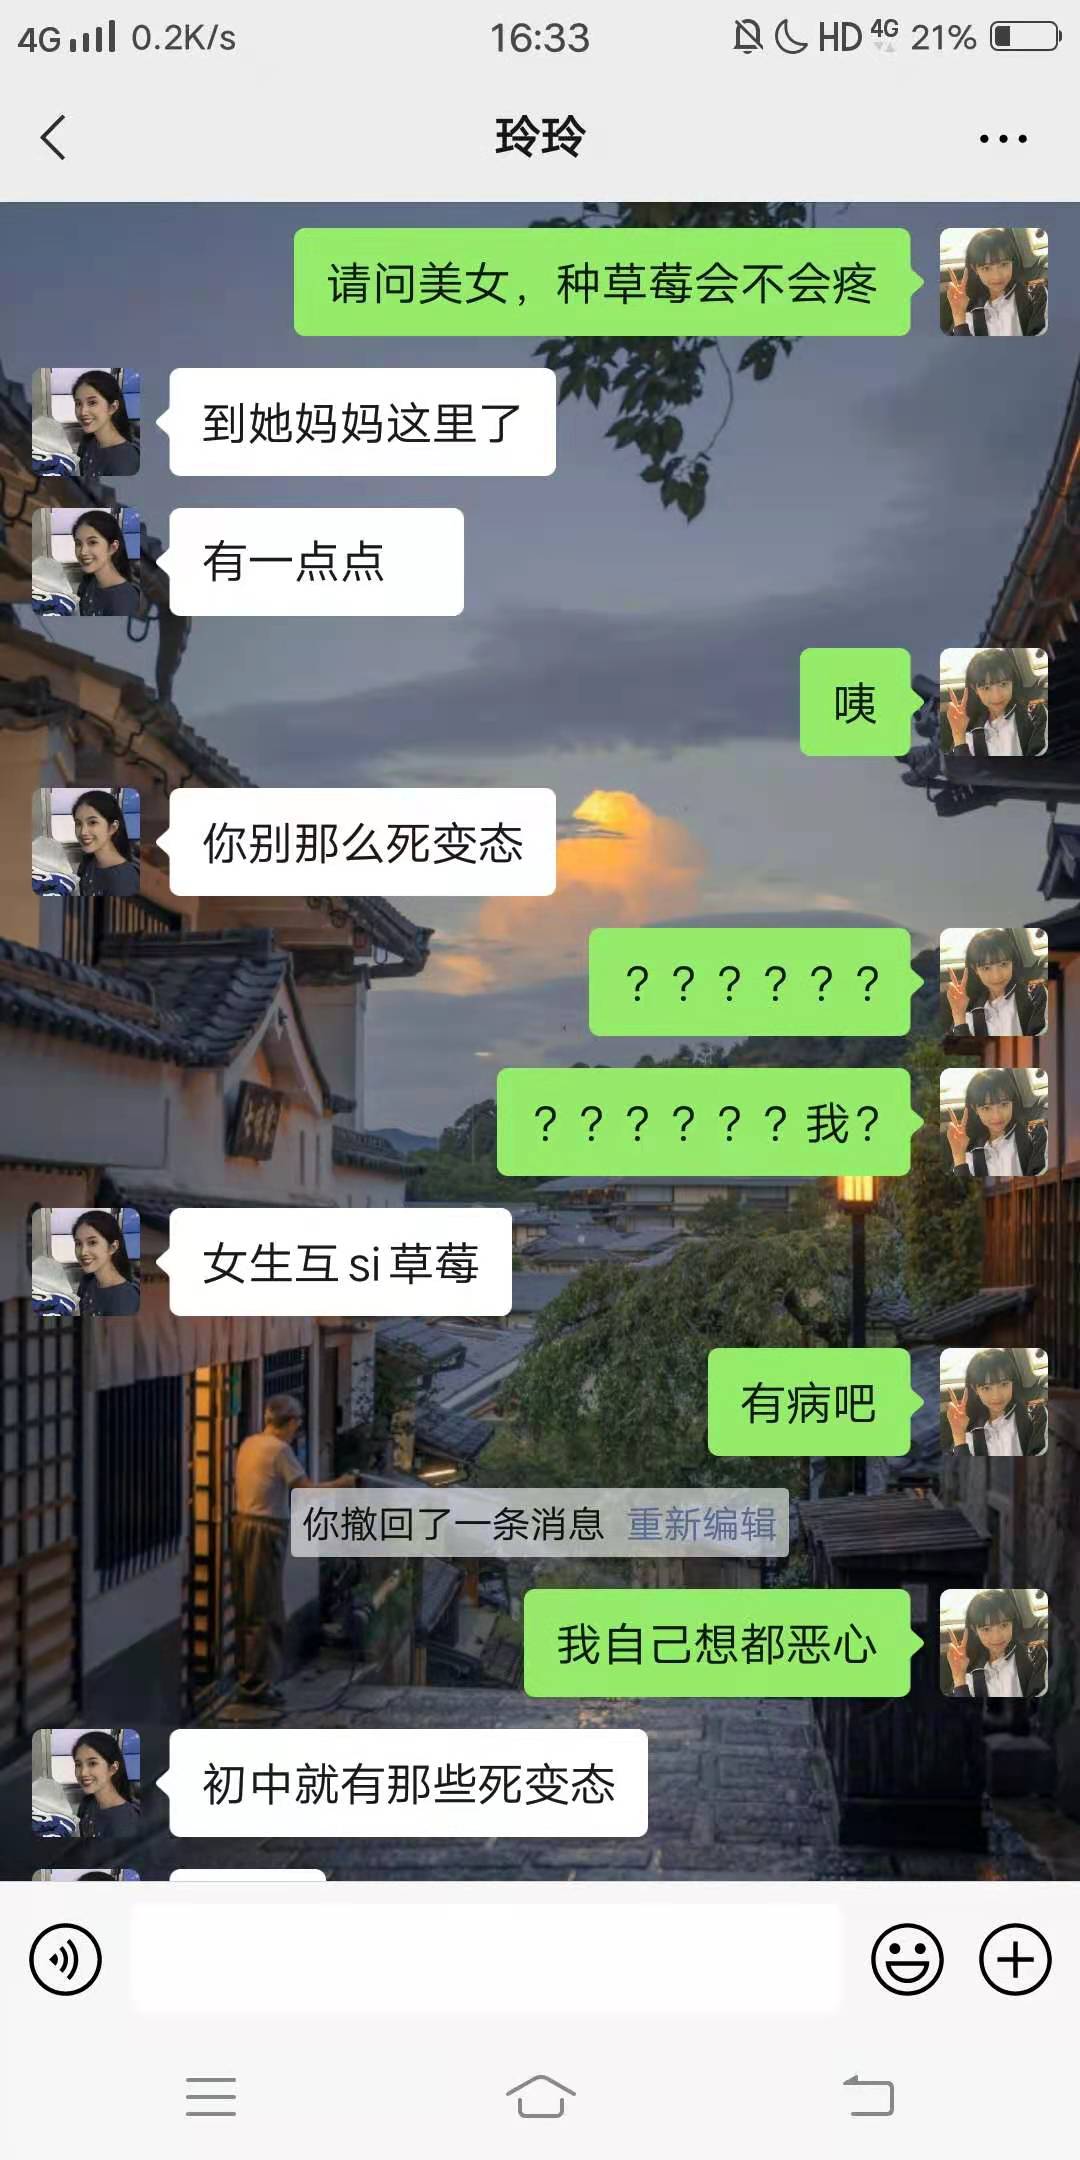 4G 0.2K/s 16:33 HD 4G 21%
玲玲
请问美女，种草莓会不会疼
到她妈妈这里了
有一点点
咦
你别那么死变态
？？？？？？
？？？？？？我？
女生互si草莓
有病吧
你撤回了一条消息 重新编辑
我自己想都恶心
初中就有那些死变态